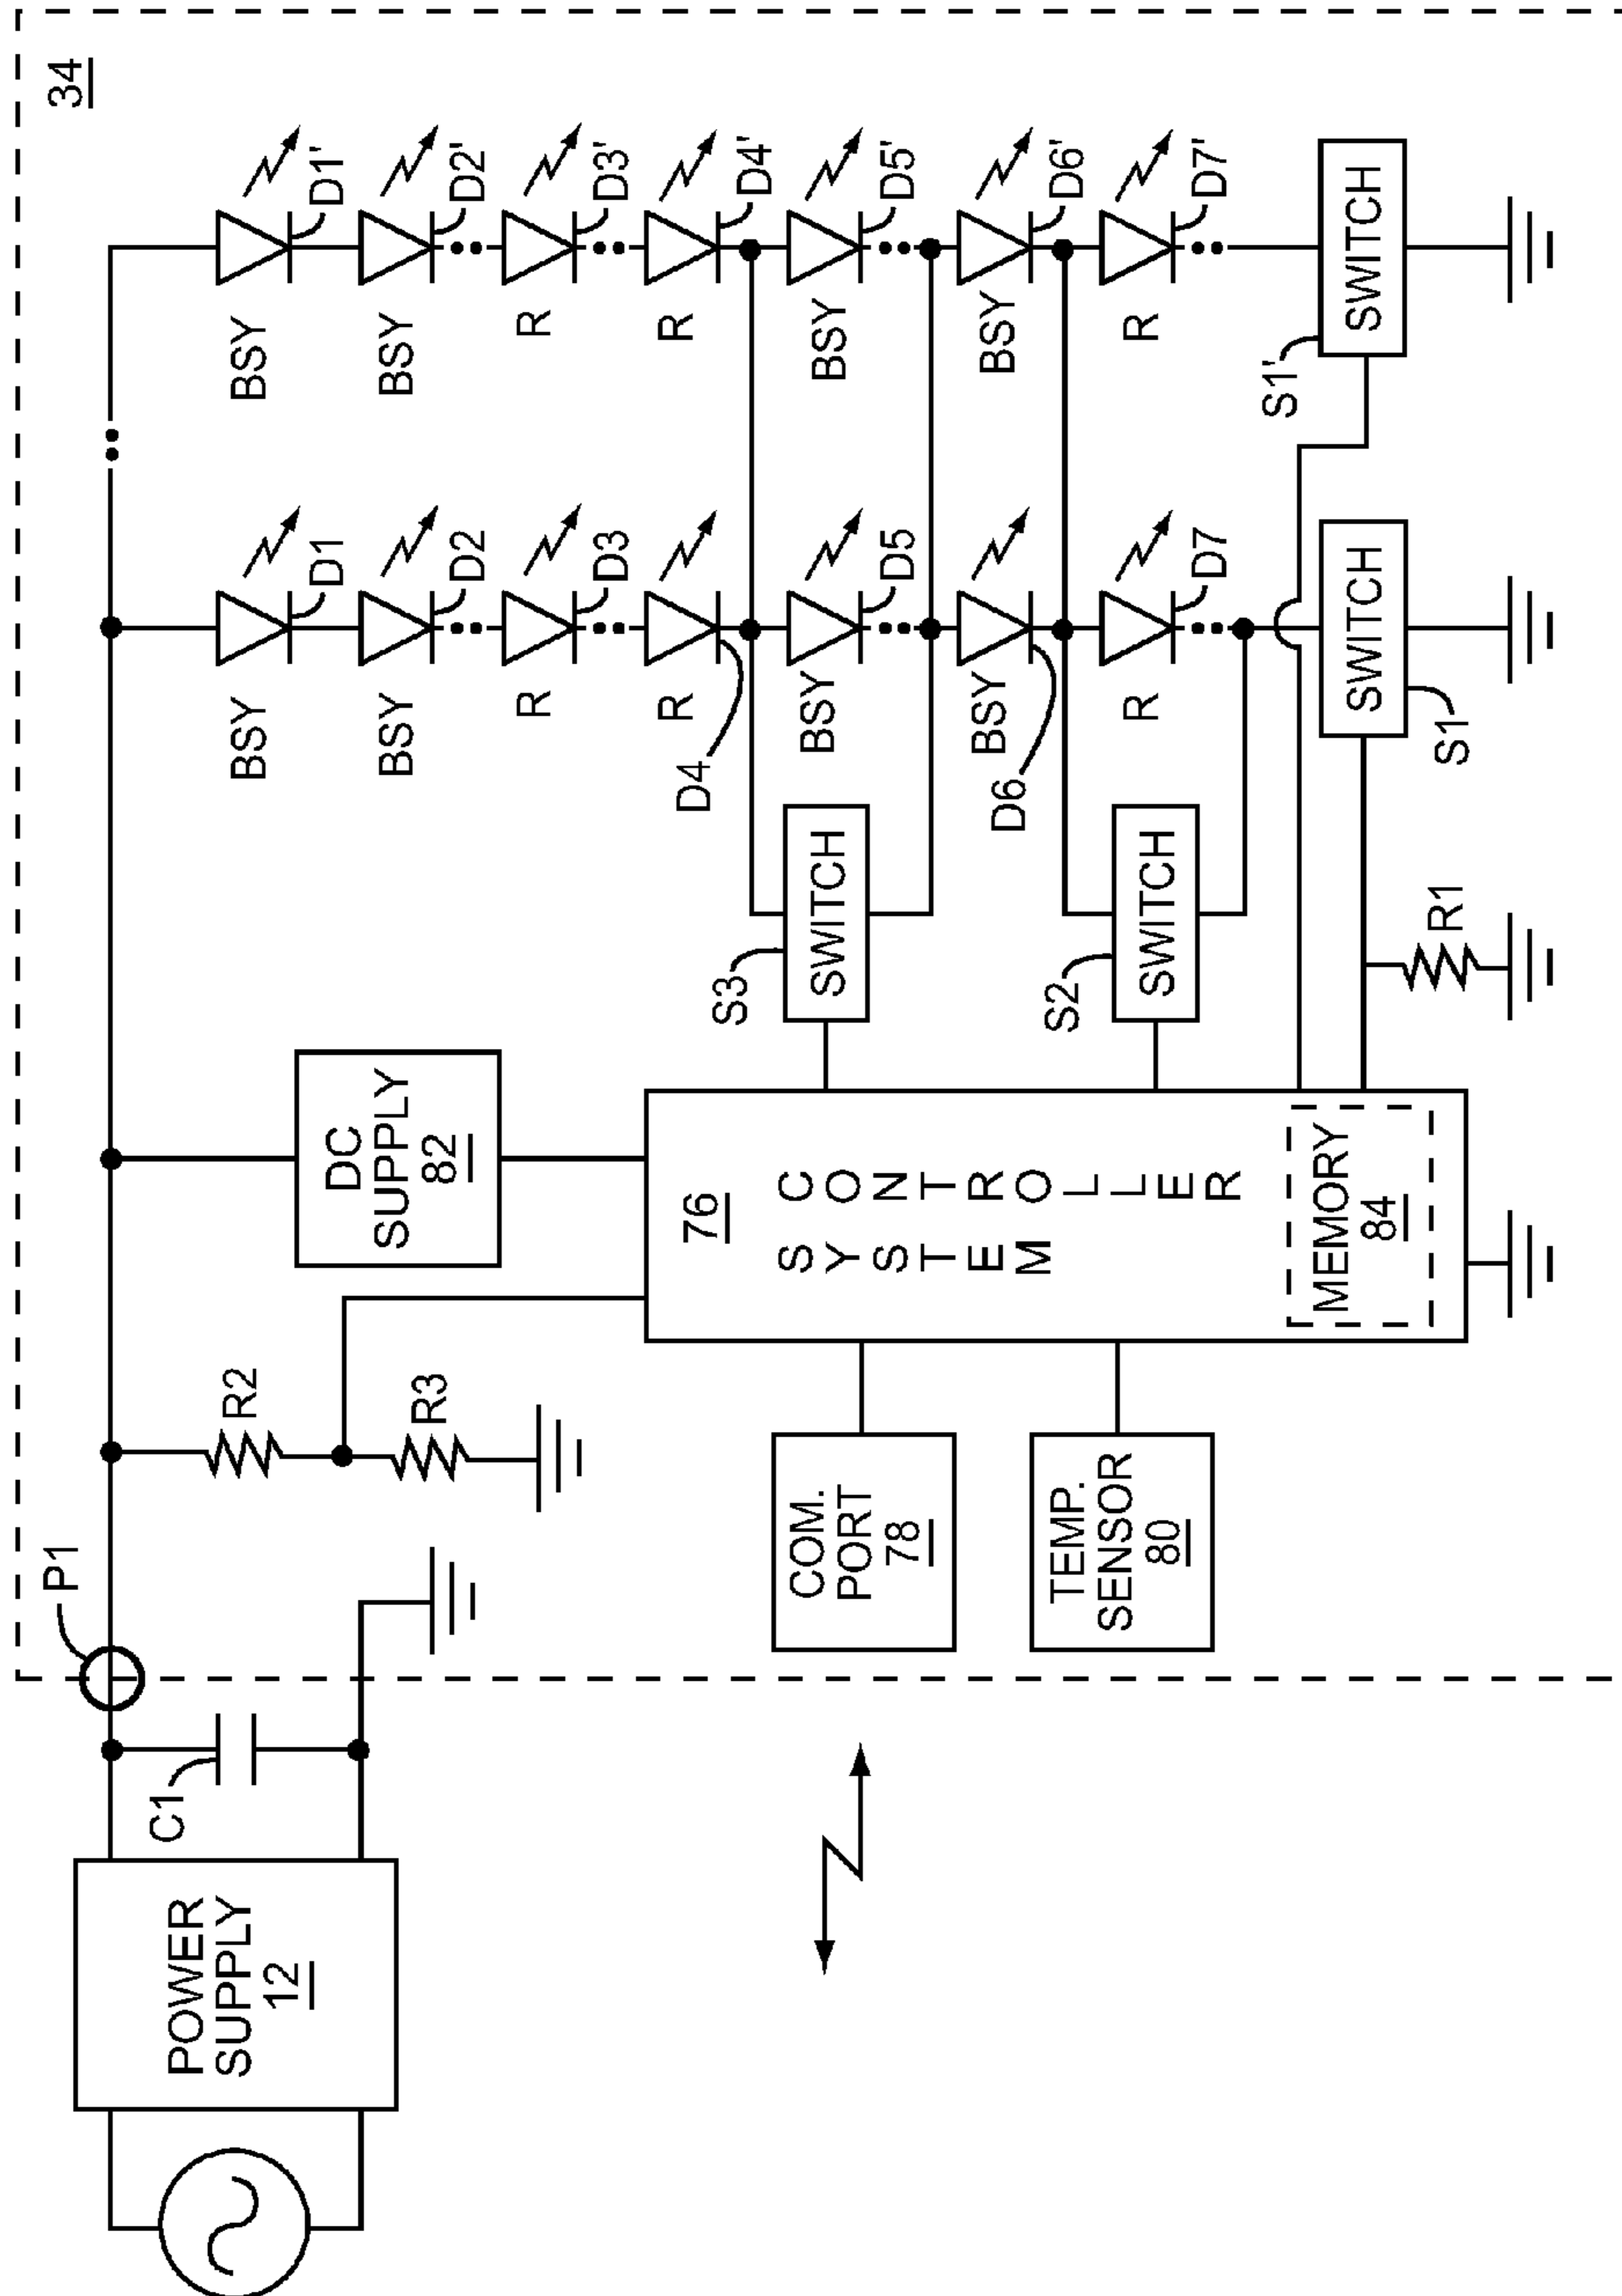 34
P1
C1
POWER
SUPPLY
12
R2
R3
DC
SUPPLY
82
COM.
PORT
78
TEMP.
SENSOR
80
76
SYSTEM
CONTROLLER
MEMORY
84
S3
SWITCH
S2
SWITCH
R1
BSY
D1
BSY
D2
R
D3
R
D4
BSY
D5
BSY
D6
R
D7
SWITCH
S1
BSY
D1'
BSY
D2'
R
D3'
R
D4'
BSY
D5'
BSY
D6'
R
D7'
S1'
SWITCH